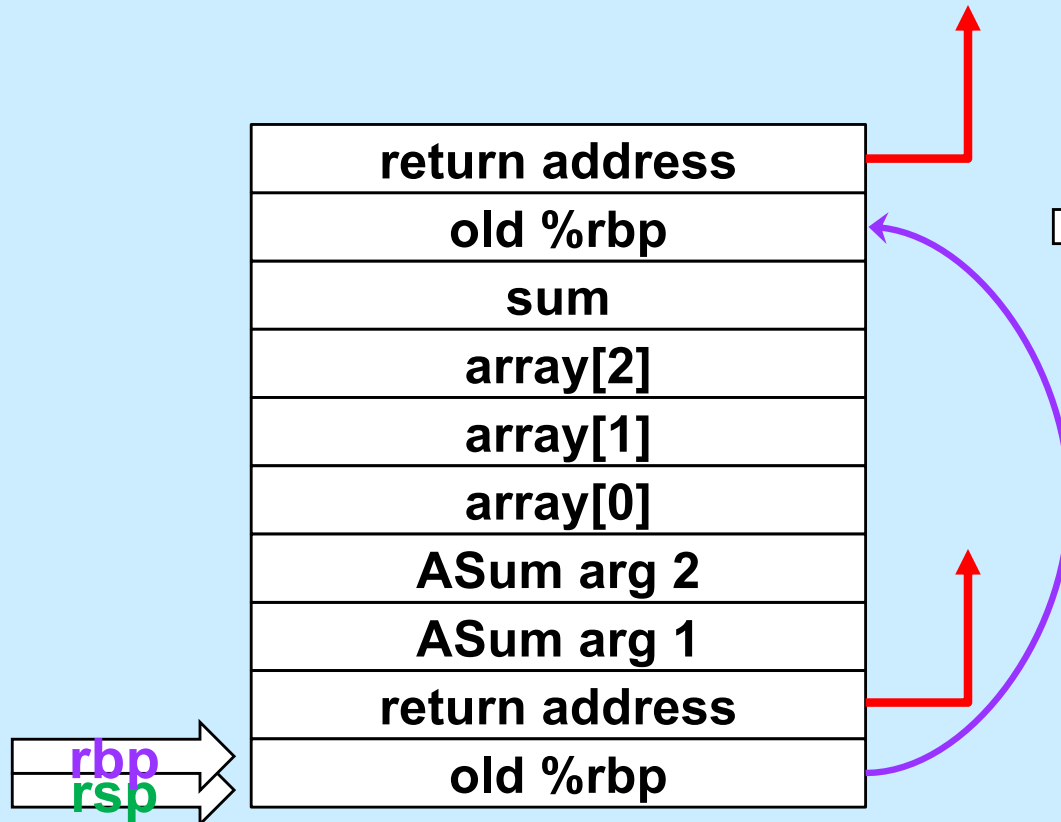 return address
old %rbp
sum
array[2]
array[1]
array[0]
ASum arg 2
ASum arg 1
return address
rbp
old %rbp
rsp